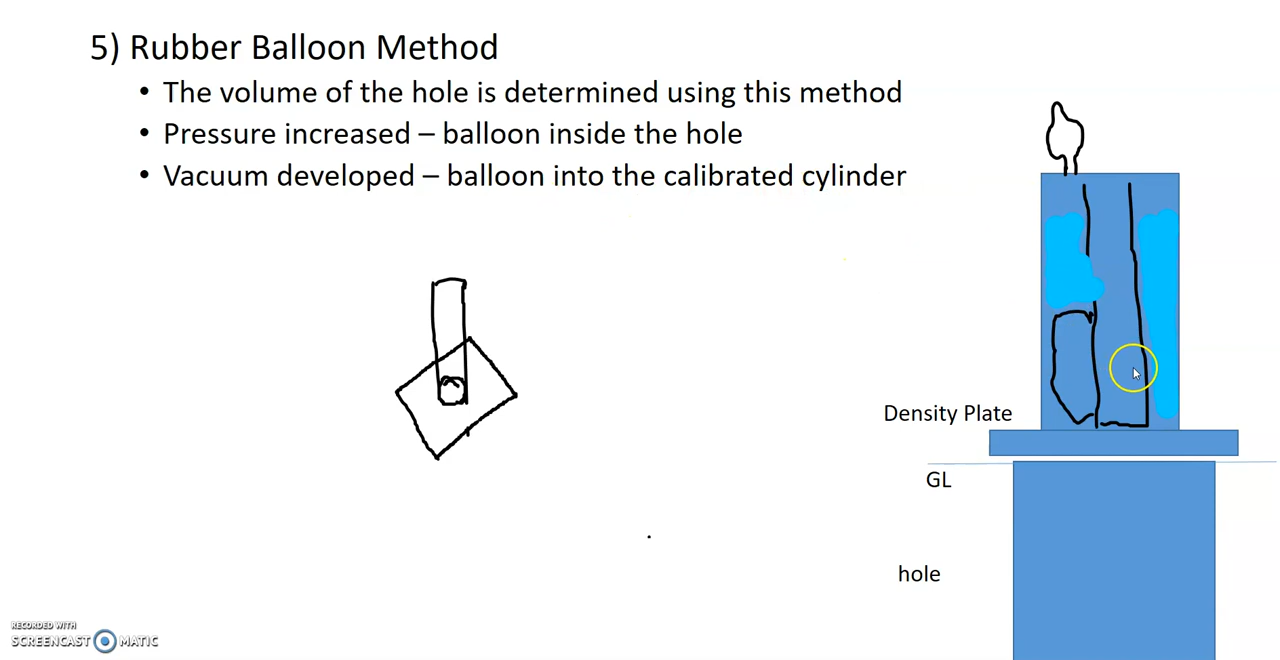 5) Rubber Balloon Method
• The volume of the hole is determined using this method
• Pressure increased – balloon inside the hole
• Vacuum developed – balloon into the calibrated cylinder
Density Plate
GL
hole
RECORDED WITH
SCREENCAST MATIC